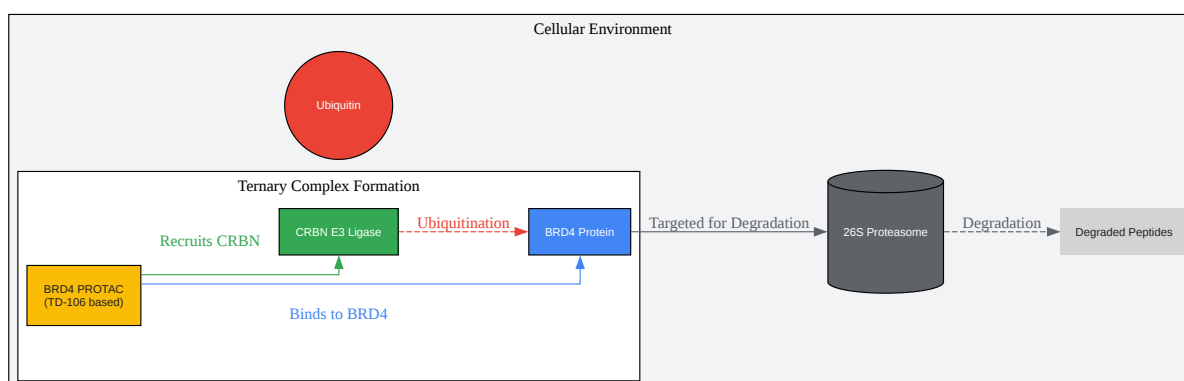 Cellular Environment
Ubiquitin
Ternary Complex Formation
CRBN E3 Ligase
Ubiquitination
BRD4 Protein
Targeted for Degradation
26S Proteasome
Degradation
Degraded Peptides
Recruits CRBN
BRD4 PROTAC
(TD-106 based)
Binds to BRD4